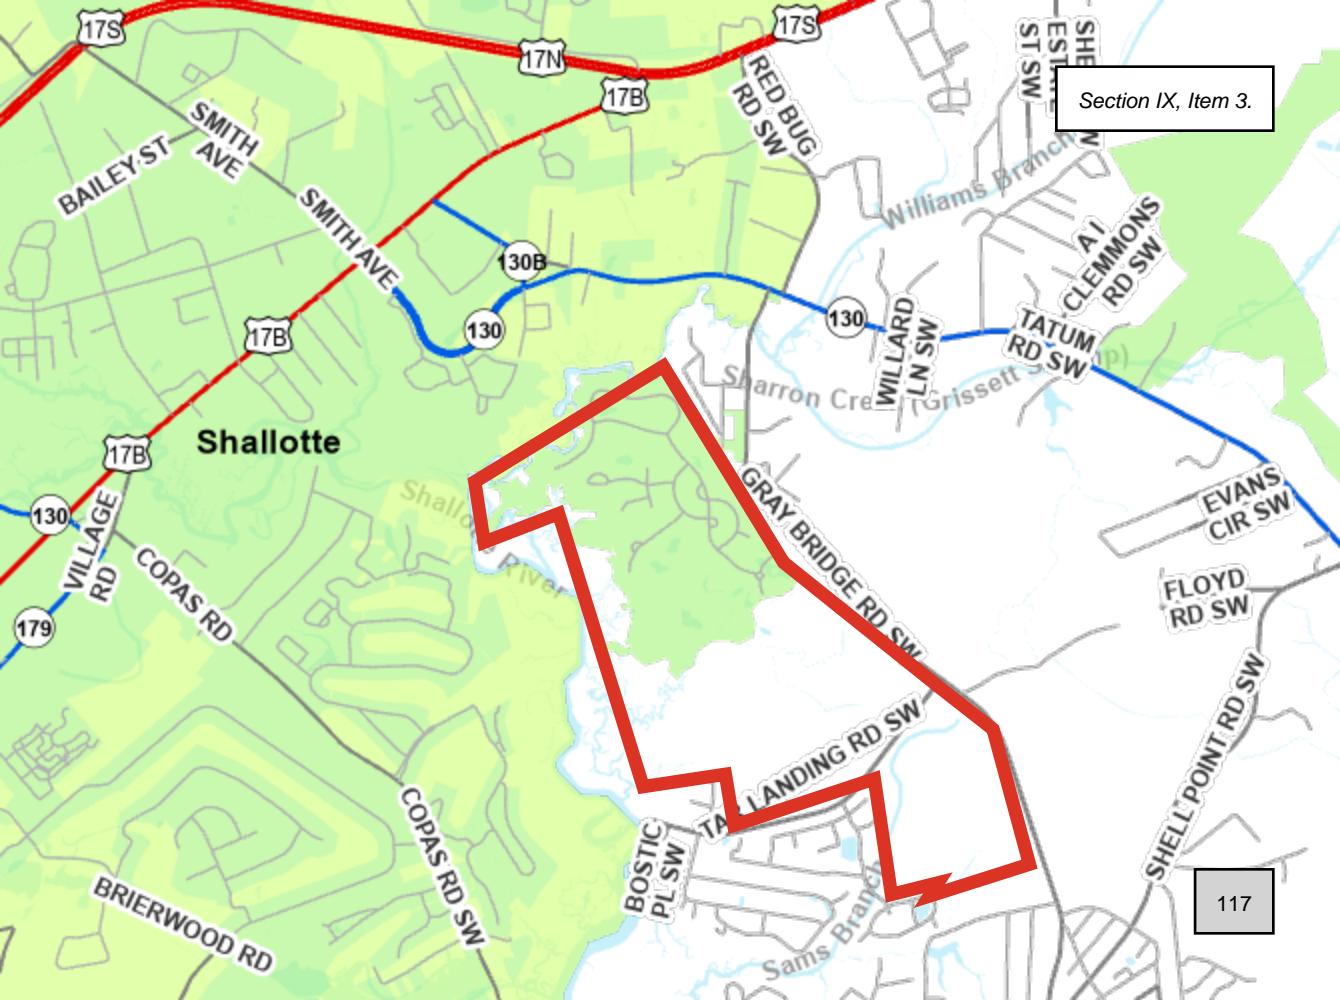 17S
17N
17S
17B
RED BUG
RD SW
ST SW
Section IX, Item 3.
SMITH
AVE
BAILEY ST
SMITH AVE
Williams Branch
A I
CLEMMONS
RD SW
130B
130
17B
130
WILLARD
LN SW
TATUM
RD SW
Sharron
(Grissett
Shallotte
17B
130
VILLAGE
RD
179
COPAS RD
River
GRAY BRIDGE RD SW
EVANS
CIR SW
FLOYD
RD SW
SHELL POINT RD SW
TAR LANDING RD SW
BOSTIC
PL SW
COPAS RD SW
BRIERWOOD RD
Sams Branch
117